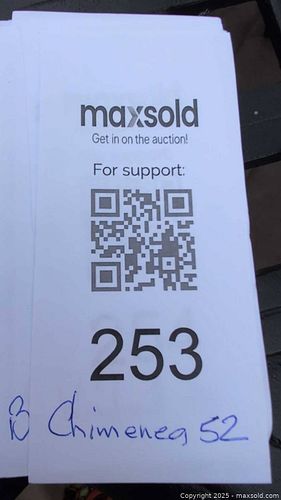 maxsold
Get in on the auction!
For support:
253
B Chimenea 52
Copyright 2025 - maxsold.com